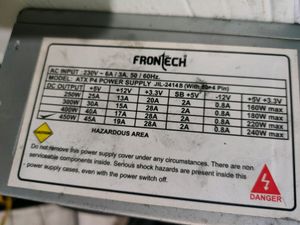 FRONTECH
AC INPUT : 230V ~ 6A / 3A, 50 / 60Hz.
MODEL : ATX P4 POWER SUPPLY JIL-2414 (With 20+4 Pin)
DC OUTPUT +5V +12V +3.3V SB +5V -12V +5V +3.3V
250W 25A 13A 20A 2A 0.8A 160W max
300W 30A 15A 28A 2A 0.8A 180W max
400W 40A 17A 28A 2A 0.8A 220W max
450W 45A 19A 28A 2A 0.8A 240W max
HAZARDOUS AREA
Do not remove this power supply cover under any circumstances. There are non
serviceable components inside. Serious shock hazards are present inside this
power supply cases, even with the power switch off.
DANGER